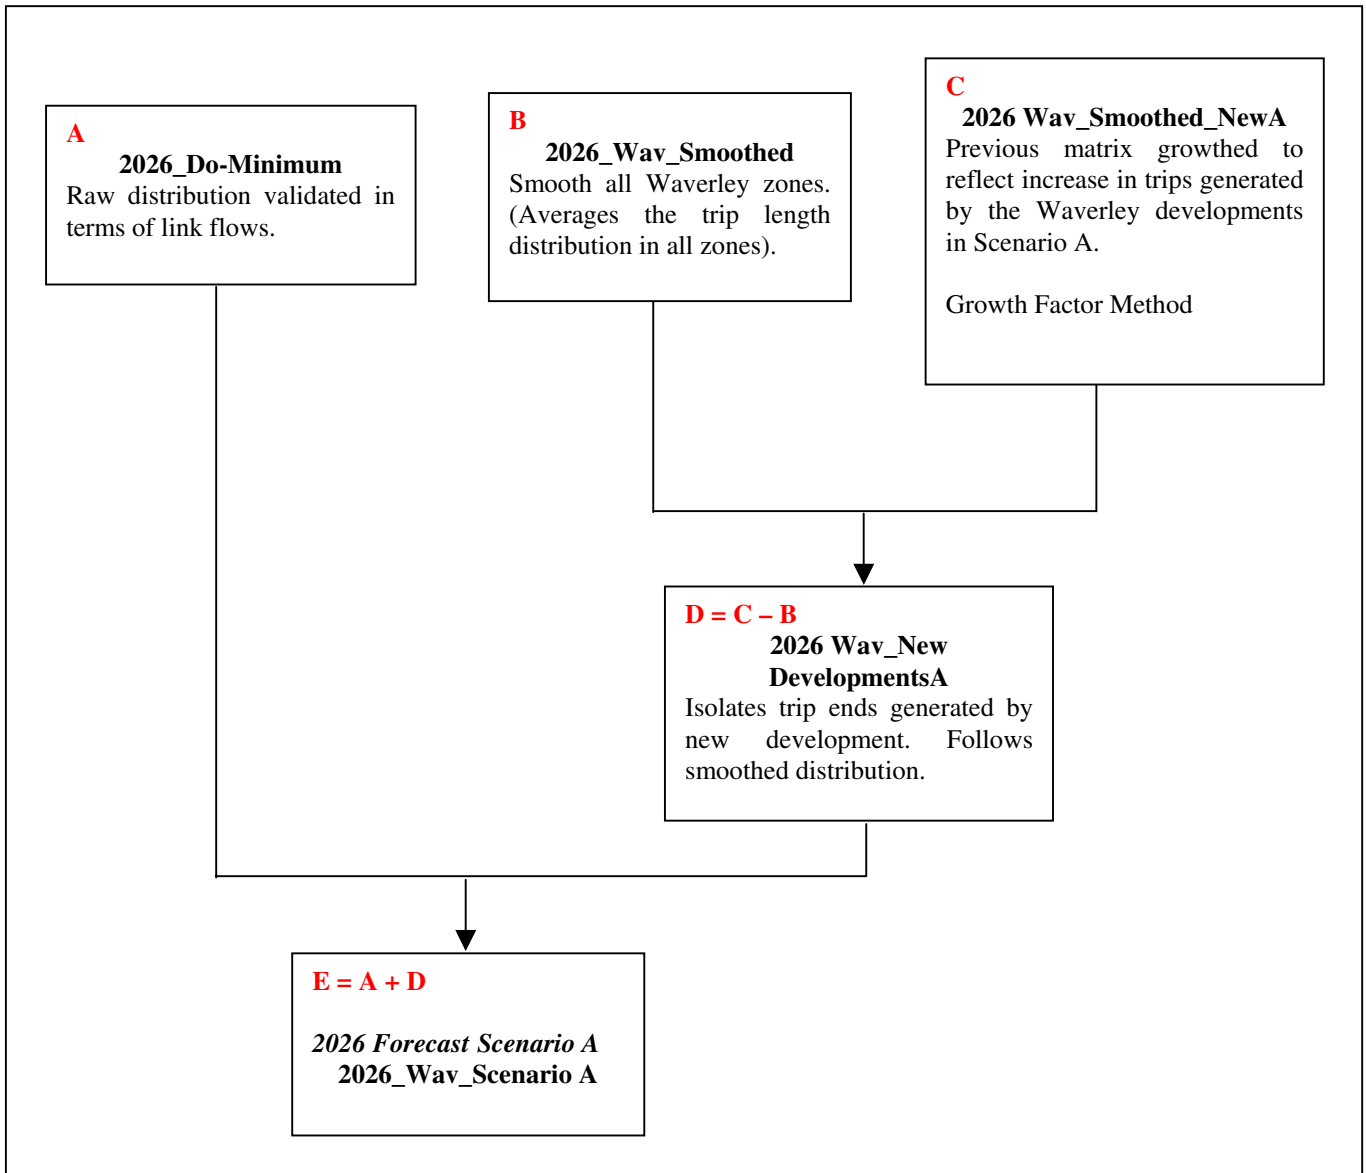 A
2026_Do-Minimum
Raw distribution validated in
terms of link flows.
B
2026_Wav_Smoothed
Smooth all Waverley zones.
(Averages the trip length
distribution in all zones).
C
2026 Wav_Smoothed_NewA
Previous matrix growthed to
reflect increase in trips generated
by the Waverley developments
in Scenario A.
Growth Factor Method
D = C – B
2026 Wav_New
DevelopmentsA
Isolates trip ends generated by
new development. Follows
smoothed distribution.
E = A + D
2026 Forecast Scenario A
2026_Wav_Scenario A